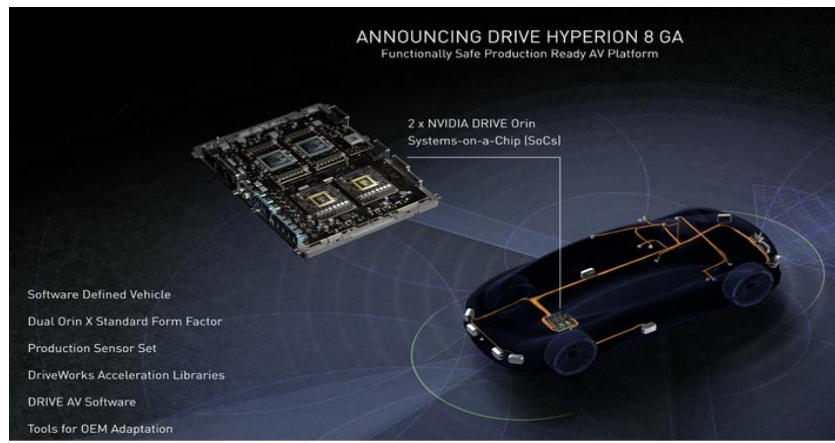 ANNOUNCING DRIVE HYPERION 8 GA
Functionally Safe Production Ready AV Platform
2 x NVIDIA DRIVE Orin
Systems-on-a-Chip (SoCs)
Software Defined Vehicle
Dual Orin X Standard Form Factor
Production Sensor Set
DriveWorks Acceleration Libraries
DRIVE AV Software
Tools for OEM Adaptation